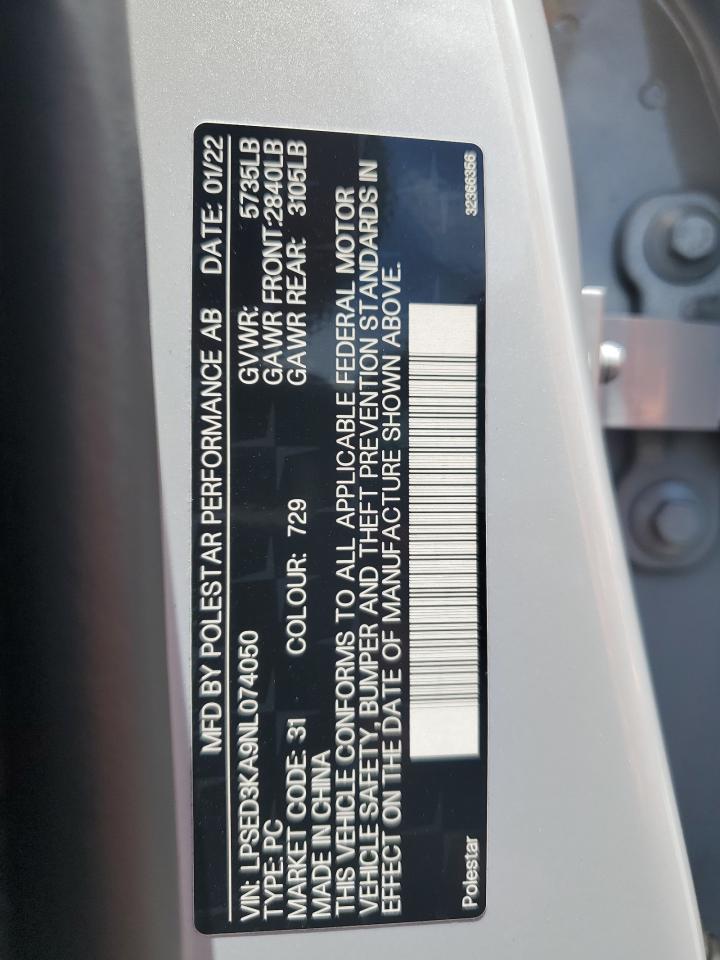 MFD BY POLESTAR PERFORMANCE AB DATE: 01/22
VIN: LPSED3KA9NL074050 GVWR: 5735LB
TYPE: PC GAWR FRONT: 2840LB
MARKET CODE: 31 COLOUR: 729 GAWR REAR: 3105LB
MADE IN CHINA
THIS VEHICLE CONFORMS TO ALL APPLICABLE FEDERAL MOTOR
VEHICLE SAFETY, BUMPER AND THEFT PREVENTION STANDARDS IN
EFFECT ON THE DATE OF MANUFACTURE SHOWN ABOVE.
Polestar 32366356